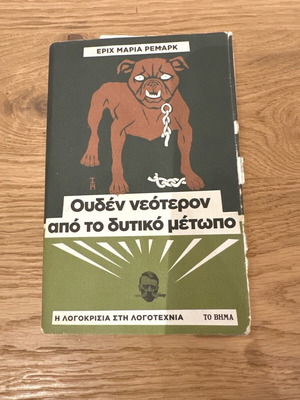 ΕΡΙΧ ΜΑΡΙΑ ΡΕΜΑΡΚ
Ουδέν νεότερον
από το δυτικό μέτωπο
Η ΛΟΓΟΚΡΙΣΙΑ ΣΤΗ ΛΟΓΟΤΕΧΝΙΑ
ΤΟ ΒΗΜΑ